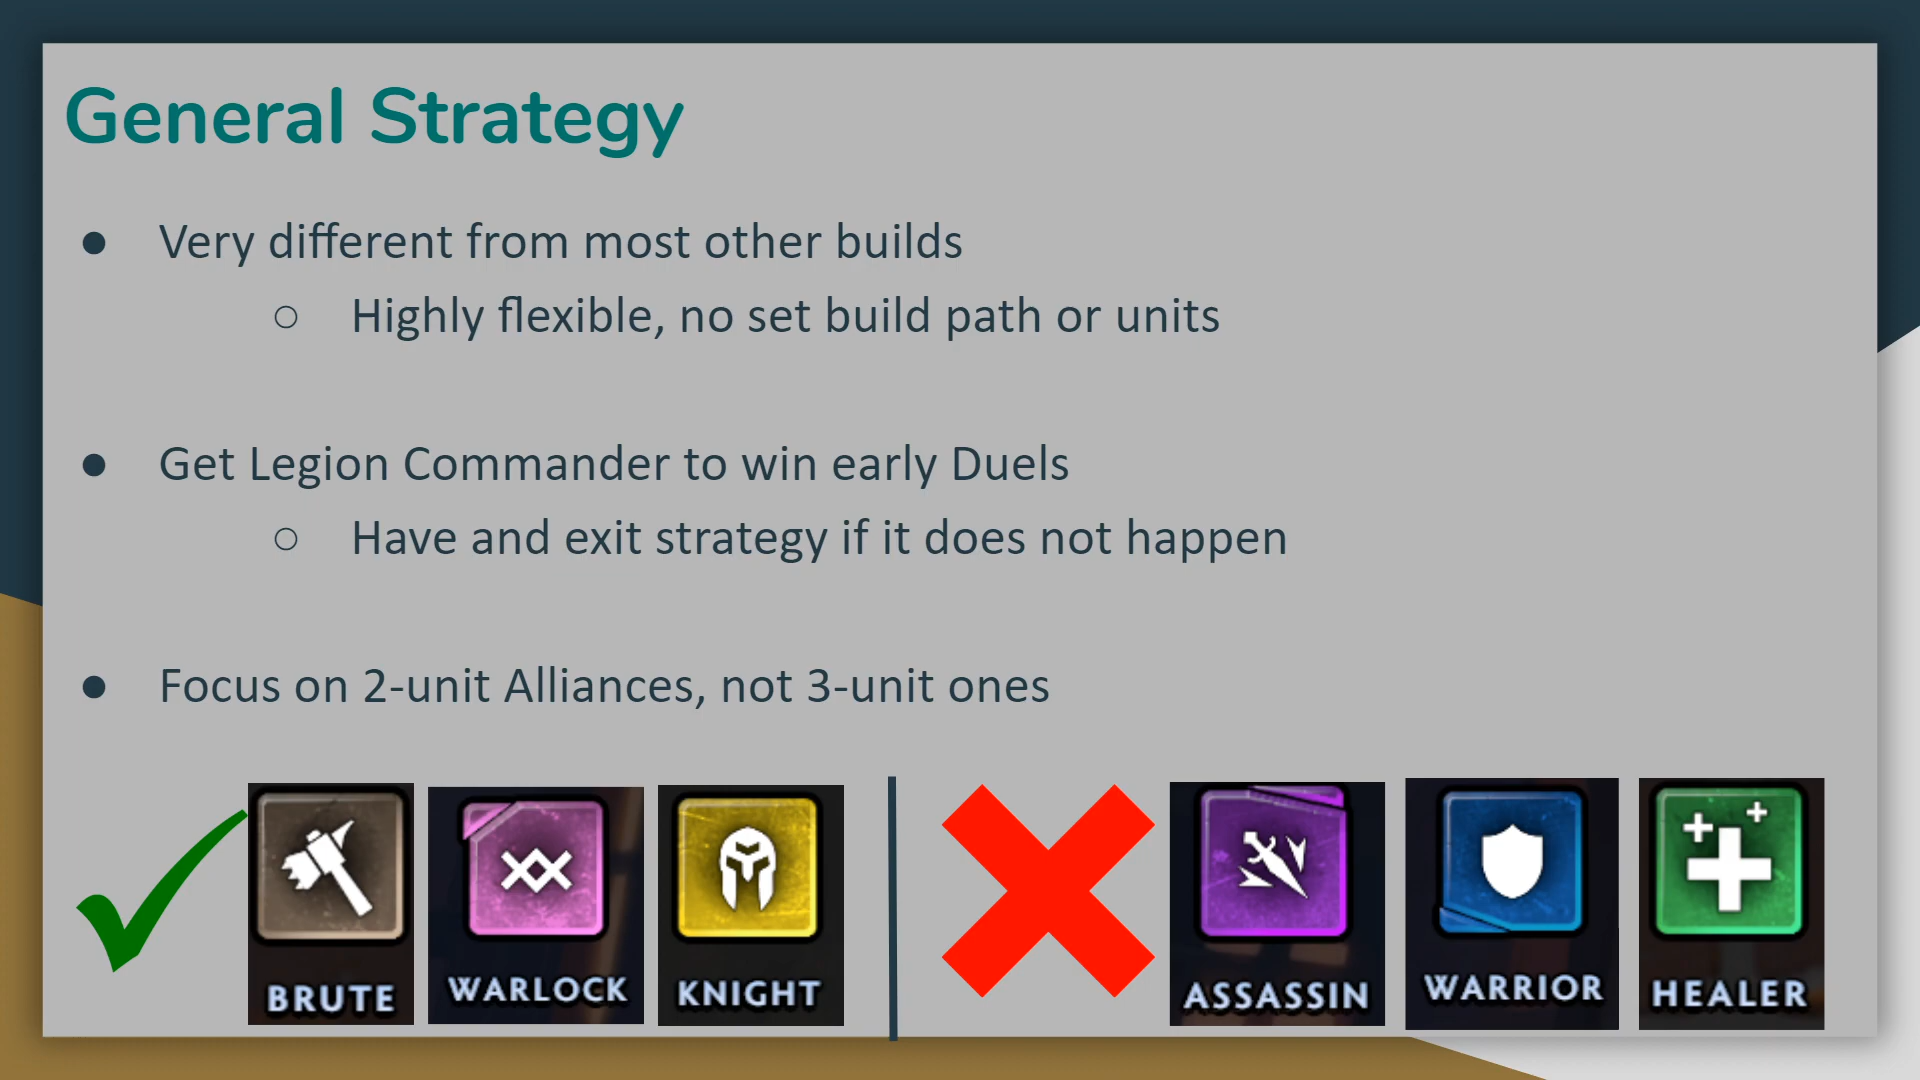 General Strategy
● Very different from most other builds
○ Highly flexible, no set build path or units
● Get Legion Commander to win early Duels
○ Have and exit strategy if it does not happen
● Focus on 2-unit Alliances, not 3-unit ones
BRUTE WARLOCK KNIGHT ASSASSIN WARRIOR HEALER